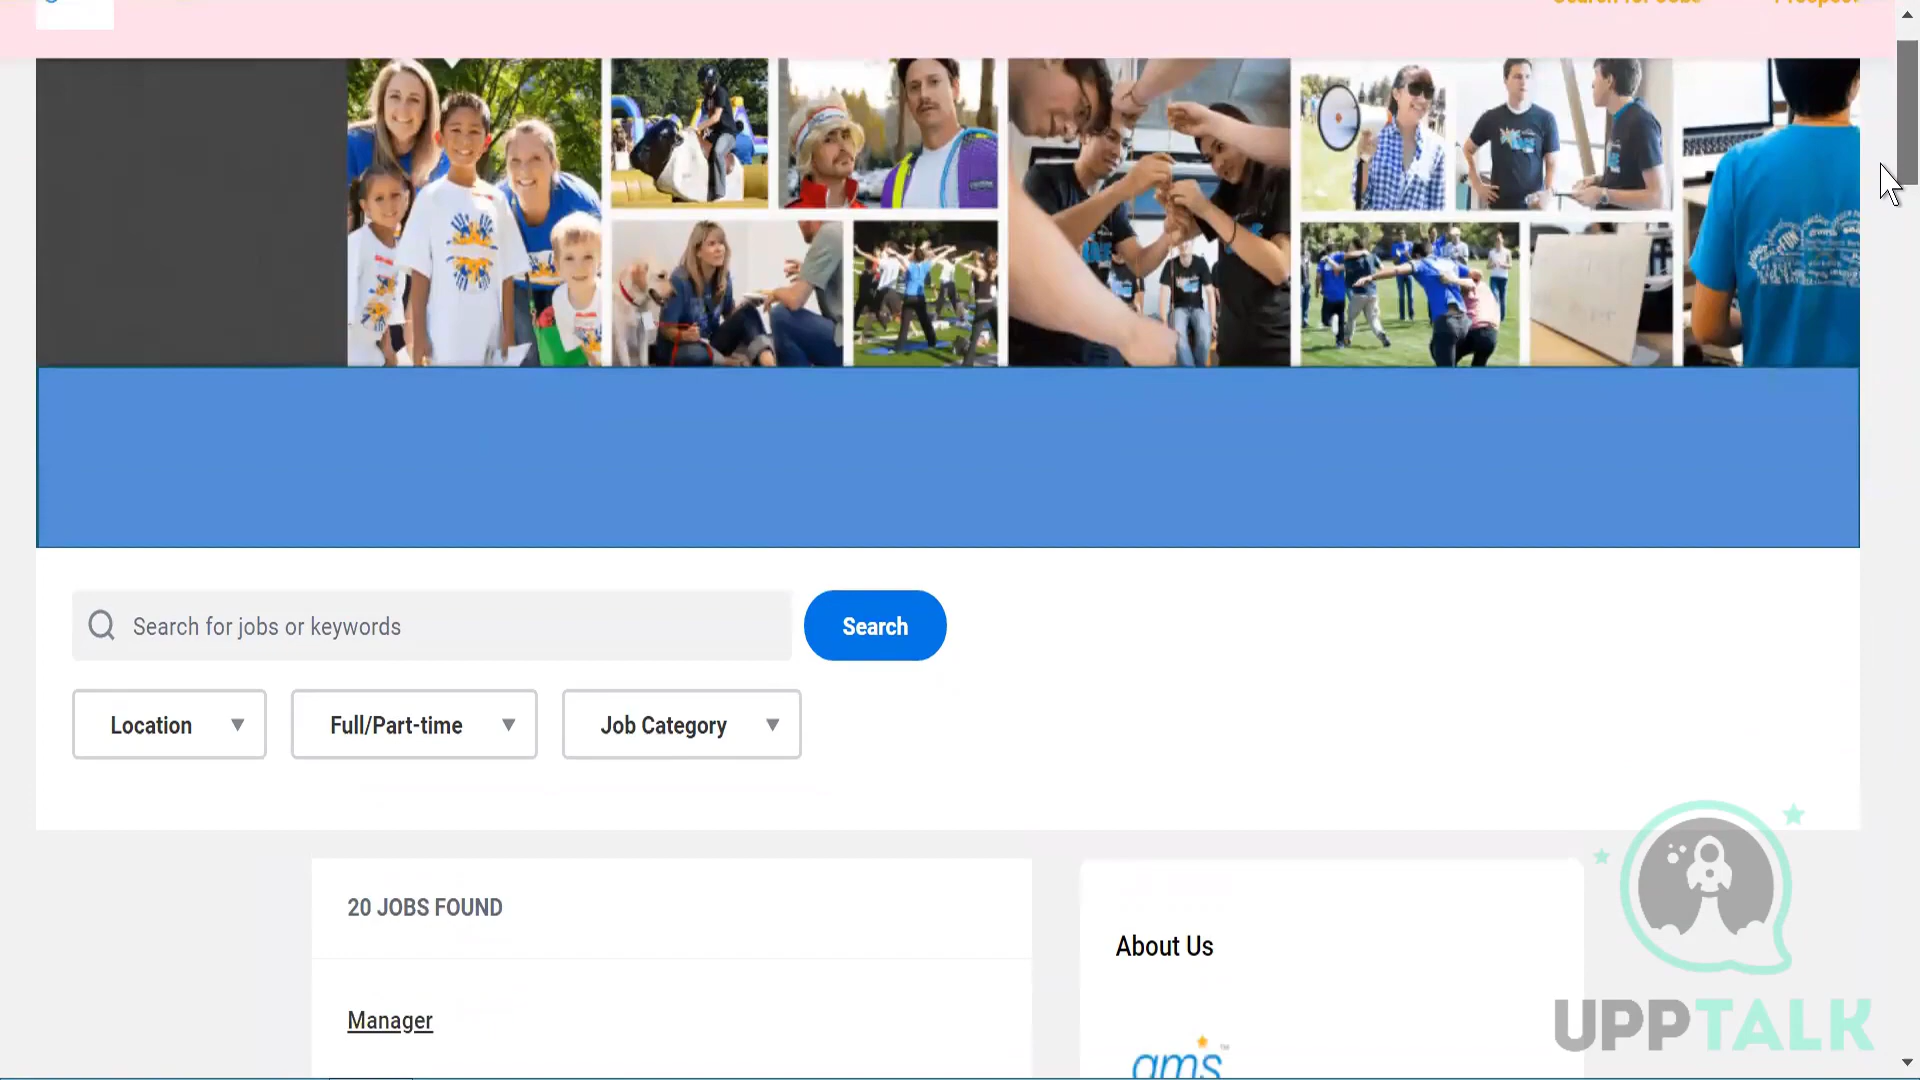 Search for jobs or keywords
Search
Location
Full/Part-time
Job Category
20 JOBS FOUND
About Us
Manager
ams
UPPTALK